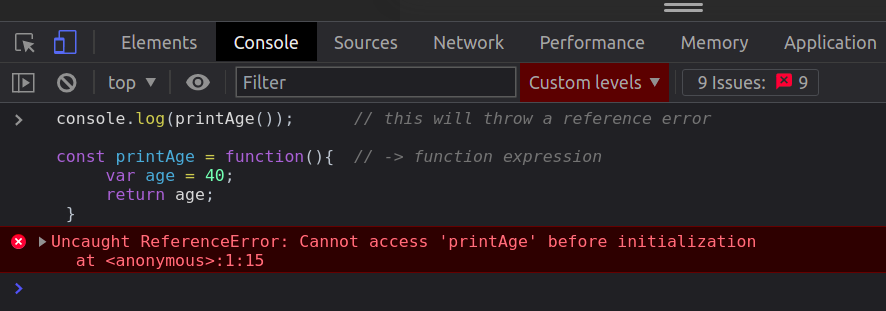 Elements Console Sources Network Performance Memory Application
top ▼ Filter Custom levels ▼ 9 Issues: 9
> console.log(printAge());      // this will throw a reference error
const printAge = function(){  // -> function expression
     var age = 40;
     return age;
 }
▶Uncaught ReferenceError: Cannot access 'printAge' before initialization
    at <anonymous>:1:15
>